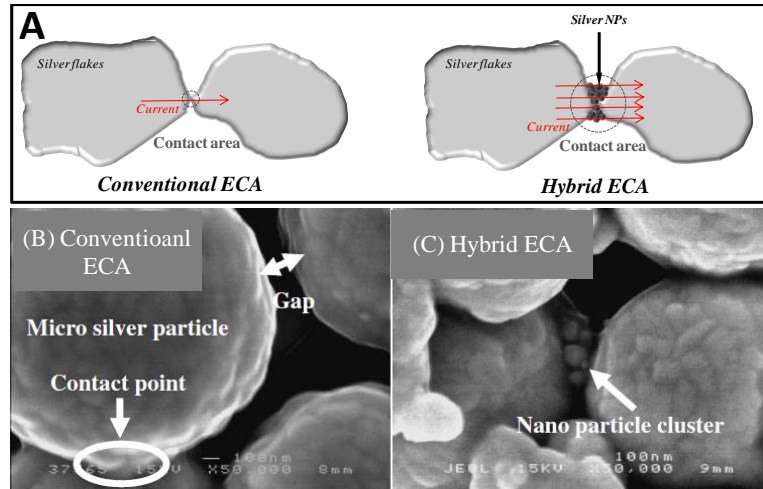 A
Silver NPs
Silver flakes
Silver flakes
Current
Current
Contact area
Contact area
Conventional ECA
Hybrid ECA
(B) Conventioanl
ECA
Gap
Micro silver particle
Contact point
100nm
15KV X50,000 8mm
(C) Hybrid ECA
Nano particle cluster
100nm
JEOL 15KV X50,000 9mm